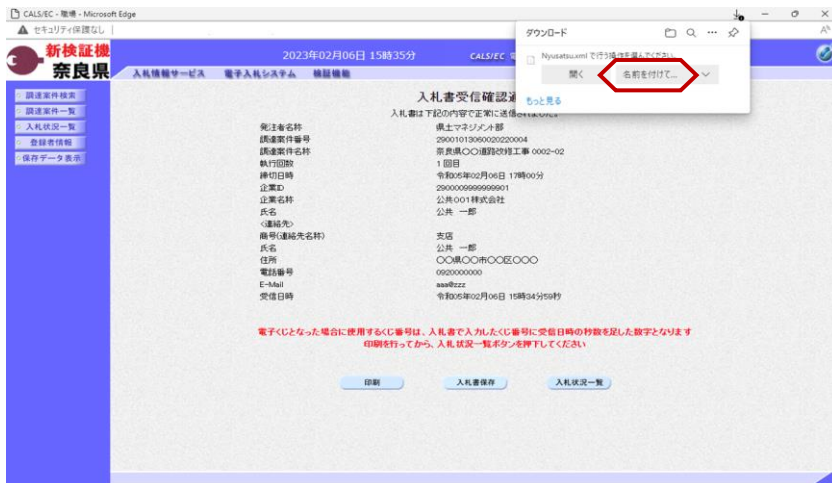 CALS/EC - 職場 - Microsoft Edge
セキュリティ保護なし
ダウンロード
Nyusatsu.xml で行う操作を選んでください。
開く
名前を付けて...
もっと見る
新検証機
奈良県
2023年02月06日 15時35分
CALS/EC
入札情報サービス
電子入札システム
検証機能
調達案件検索
調達案件一覧
入札状況一覧
登録者情報
保存データ表示
入札書受信確認通
入札書は下記の内容で正常に送信されました。
発注者名称 県土マネジメント部
調達案件番号 29001013060020220004
調達案件名称 奈良県〇〇道路改修工事 0002-02
執行回数 1回目
締切日時 令和05年02月06日 17時00分
企業ID 2900009999999901
企業名称 公共001株式会社
氏名 公共 一郎
<連絡先>
商号(連絡先名称) 支店
氏名 公共 一郎
住所 〇〇県〇〇市〇〇区〇〇〇
電話番号 0920000000
E-Mail aaa@zzz
受信日時 令和05年02月06日 15時34分59秒
電子くじとなった場合に使用するくじ番号は、入札書で入力したくじ番号に受信日時の秒数を足した数字となります
印刷を行ってから、入札状況一覧ボタンを押下してください
印刷
入札書保存
入札状況一覧